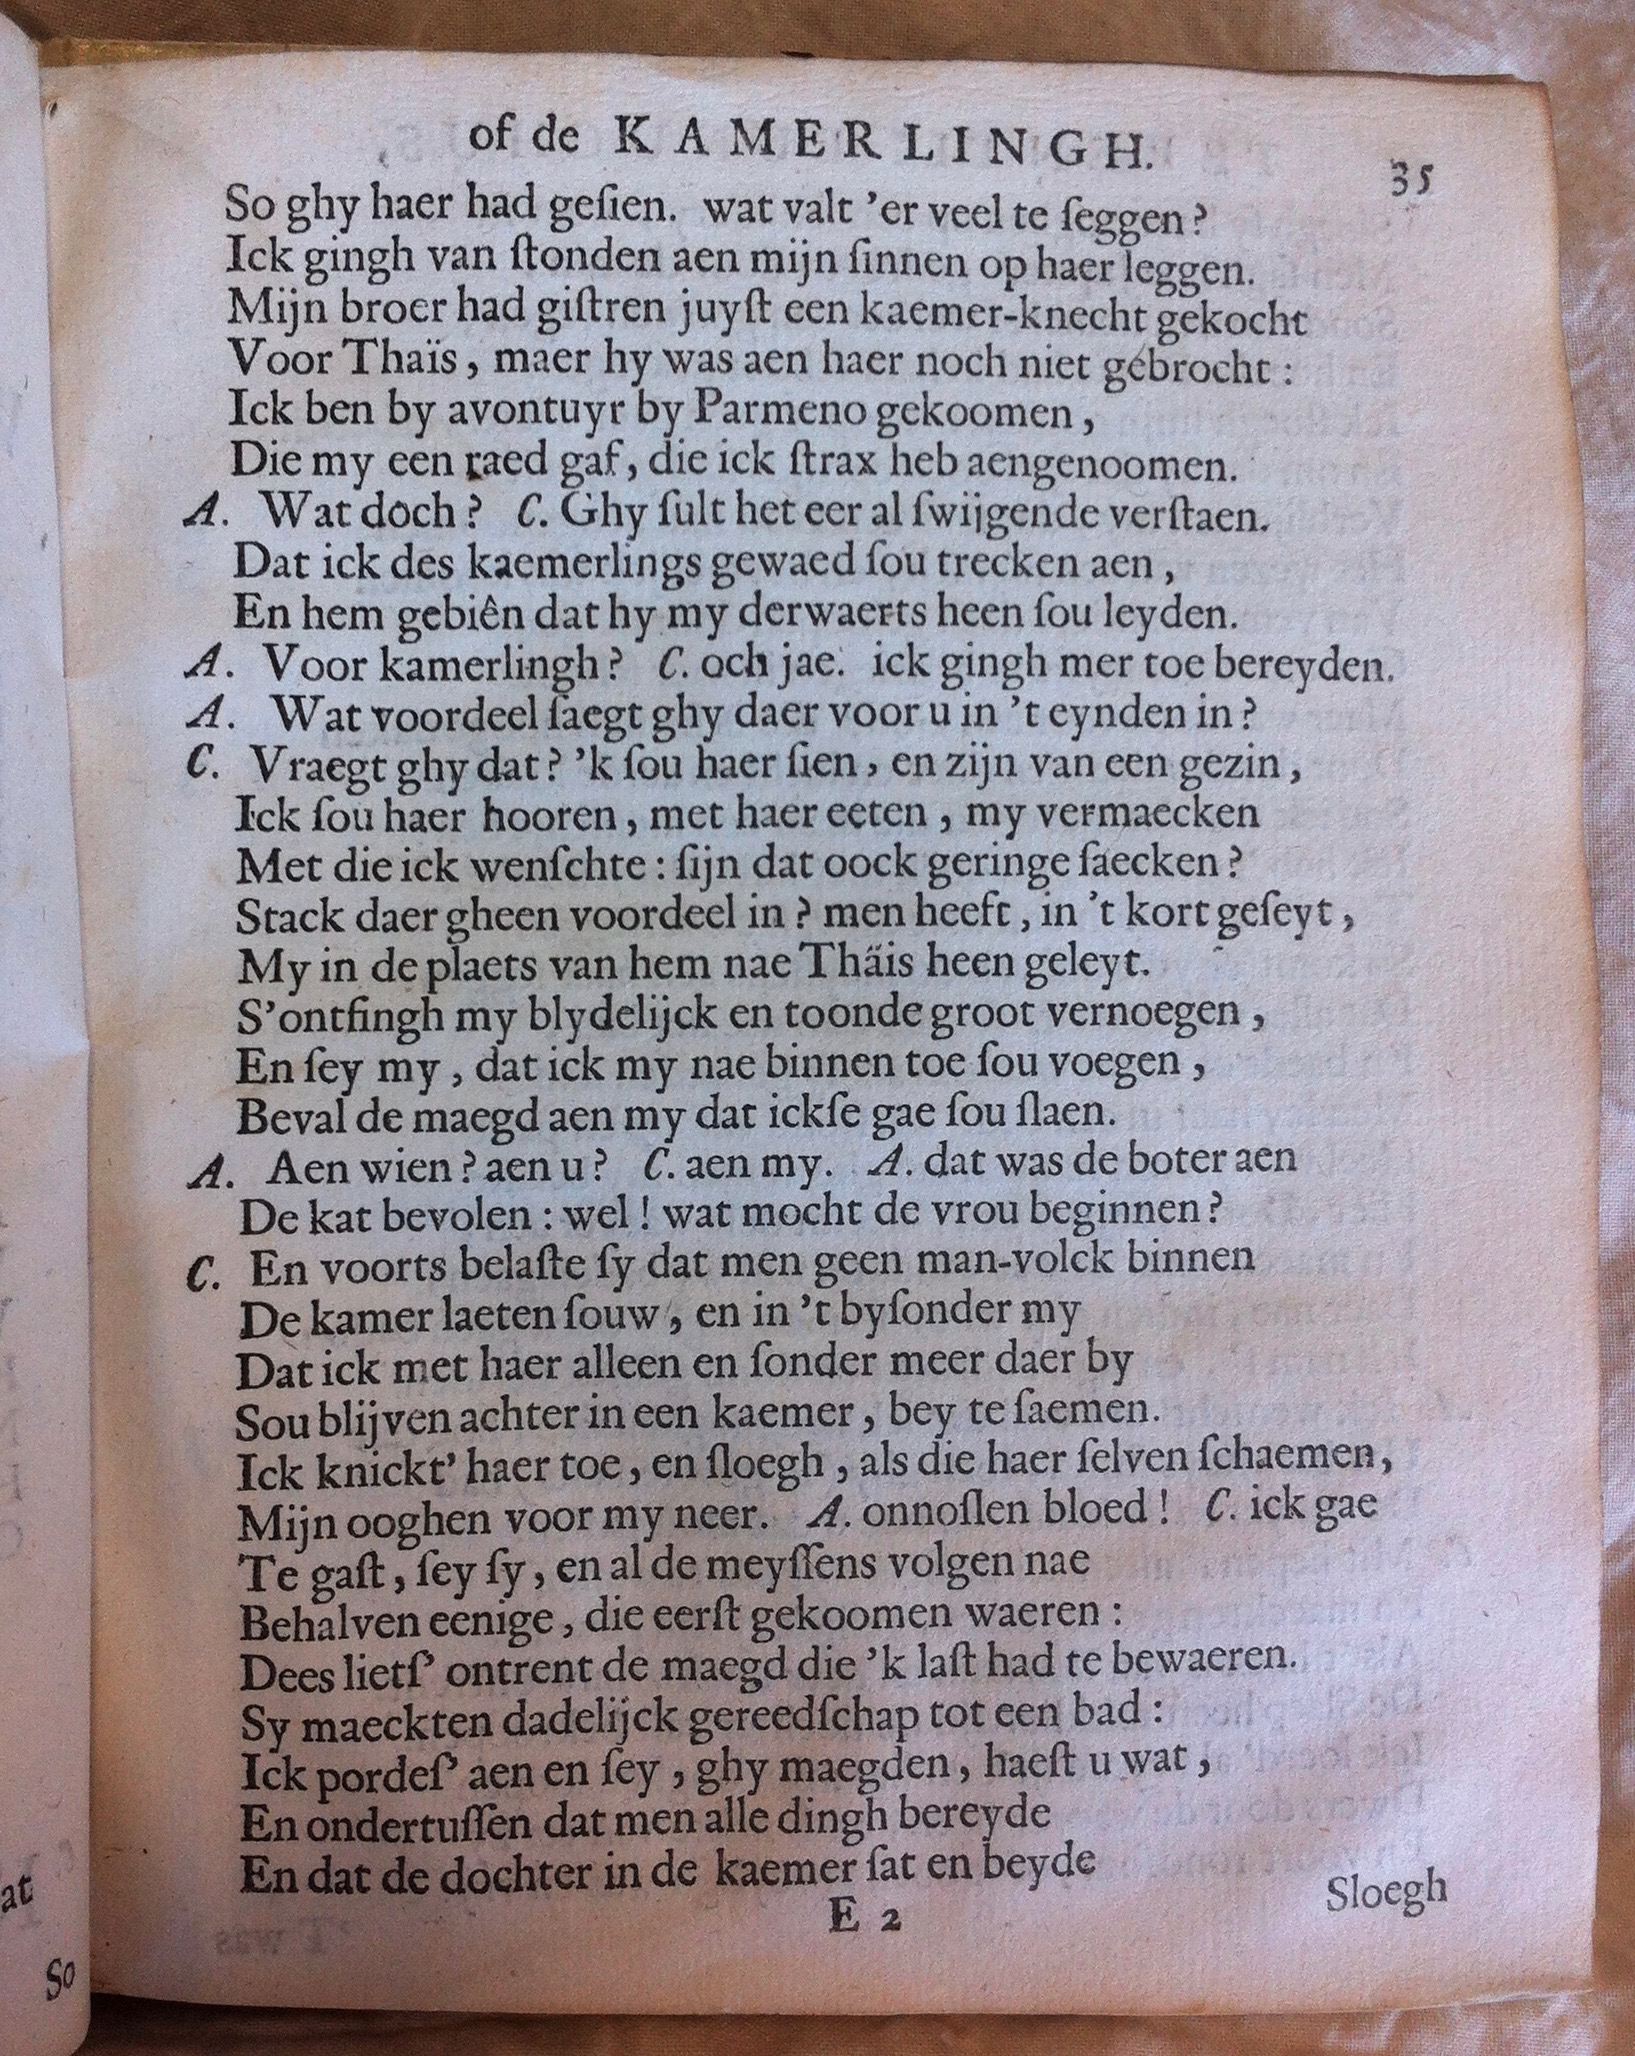 of de KAMERLINGH. 35
So ghy haer had geſien. wat valt ’er veel te ſeggen?
Ick gingh van ſtonden aen mijn ſinnen op haer leggen.
Mijn broer had giſtren juyſt een kaemer-knecht gekocht
Voor Thaïs, maer hy was aen haer noch niet gebrocht:
Ick ben by avontuyr by Parmeno gekoomen,
Die my een raed gaf, die ick ſtrax heb aengenoomen.
A. Wat doch? C. Ghy ſult het eer al ſwijgende verſtaen.
Dat ick des kaemerlings gewaed ſou trecken aen,
En hem gebiên dat hy my derwaerts heen ſou leyden.
A. Voor kamerlingh? C. och jae. ick gingh mer toe bereyden.
A. Wat voordeel ſaegt ghy daer voor u in ’t eynden in?
C. Vraegt ghy dat? ’k ſou haer ſien, en zijn van een gezin,
Ick ſou haer hooren, met haer eeten, my vermaecken
Met die ick wenſchte: ſijn dat oock geringe ſaecken?
Stack daer gheen voordeel in? men heeft, in ’t kort geſeyt,
My in de plaets van hem nae Thäis heen geleyt.
S’ontfingh my blydelijck en toonde groot vernoegen,
En ſey my, dat ick my nae binnen toe ſou voegen,
Beval de maegd aen my dat ickſe gae ſou ſlaen.
A. Aen wien? aen u? C. aen my. A. dat was de boter aen
De kat bevolen: wel! wat mocht de vrou beginnen?
C. En voorts belaſte ſy dat men geen man-volck binnen
De kamer laeten ſouw, en in ’t byſonder my
Dat ick met haer alleen en ſonder meer daer by
Sou blijven achter in een kaemer, bey te ſaemen.
Ick knickt’ haer toe, en ſloegh, als die haer ſelven ſchaemen,
Mijn ooghen voor my neer. A. onnoſlen bloed! C. ick gae
Te gaſt, ſey ſy, en al de meyſſens volgen nae
Behalven eenige, die eerſt gekoomen waeren:
Dees lietſ’ ontrent de maegd die ’k laſt had te bewaeren.
Sy maeckten dadelijck gereedſchap tot een bad:
Ick pordeſ’ aen en ſey, ghy maegden, haeſt u wat,
En ondertuſſen dat men alle dingh bereyde
En dat de dochter in de kaemer ſat en beyde
E 2 Sloegh
at
So